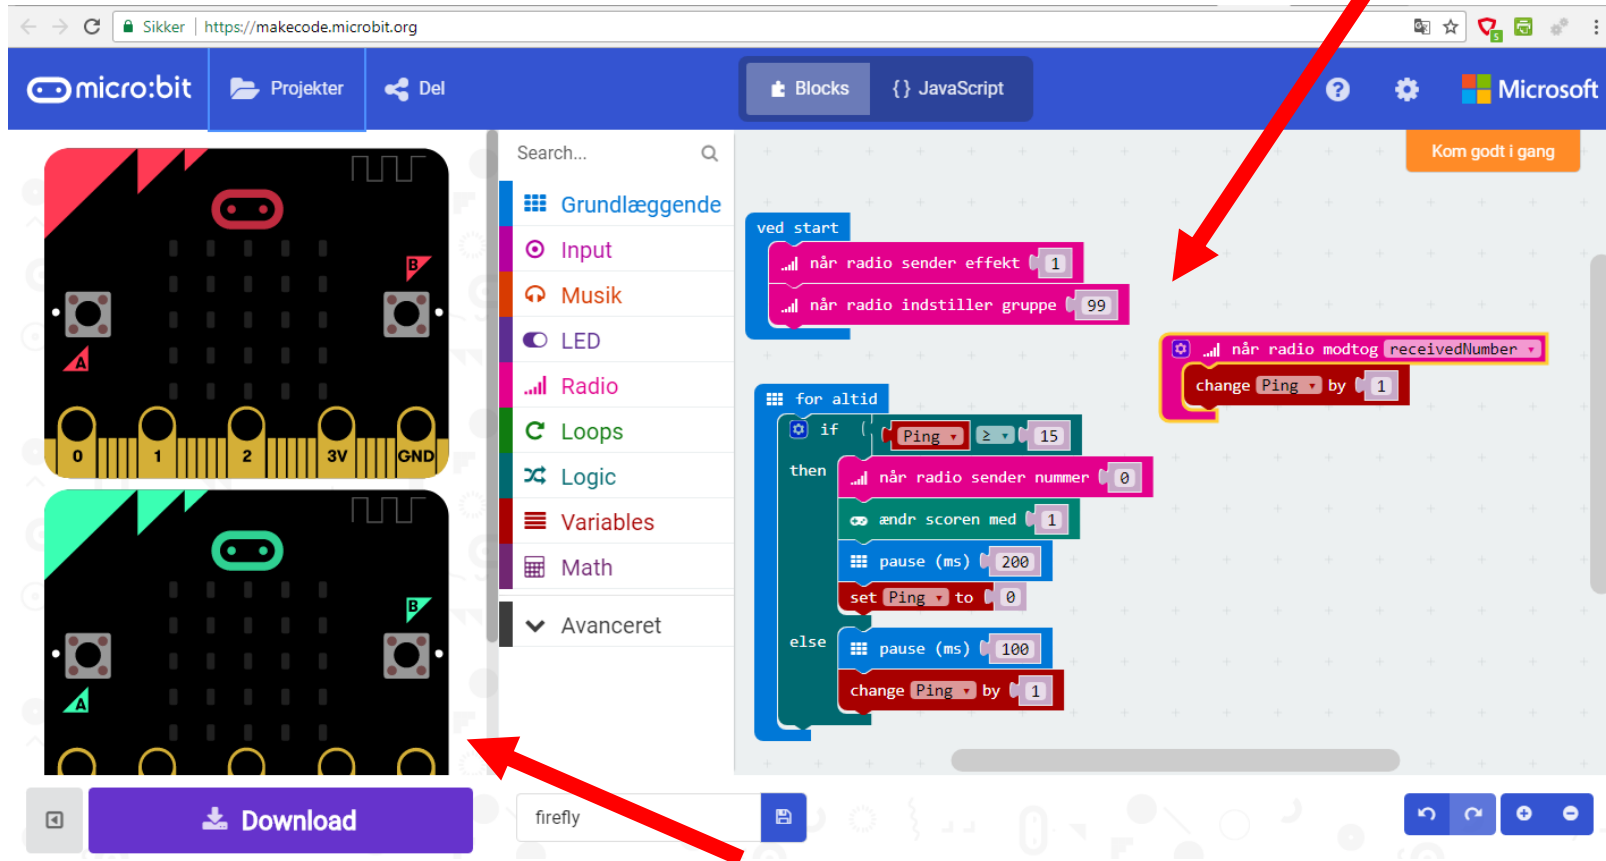 Sikker | https://makecode.microbit.org
S
micro:bit Projekter Del Blocks {} JavaScript ? Microsoft
Kom godt i gang
B
A
0 1 2 3V GND
B
A
Search...
Grundlæggende
Input
Musik
LED
Radio
Loops
Logic
Variables
Math
Avanceret
ved start
når radio sender effekt 1
når radio indstiller gruppe 99
når radio modtog receivedNumber
change Ping by 1
for altid
if Ping ≥ 15
then når radio sender nummer 0
ændr scoren med 1
pause (ms) 200
set Ping to 0
else pause (ms) 100
change Ping by 1
Download
firefly